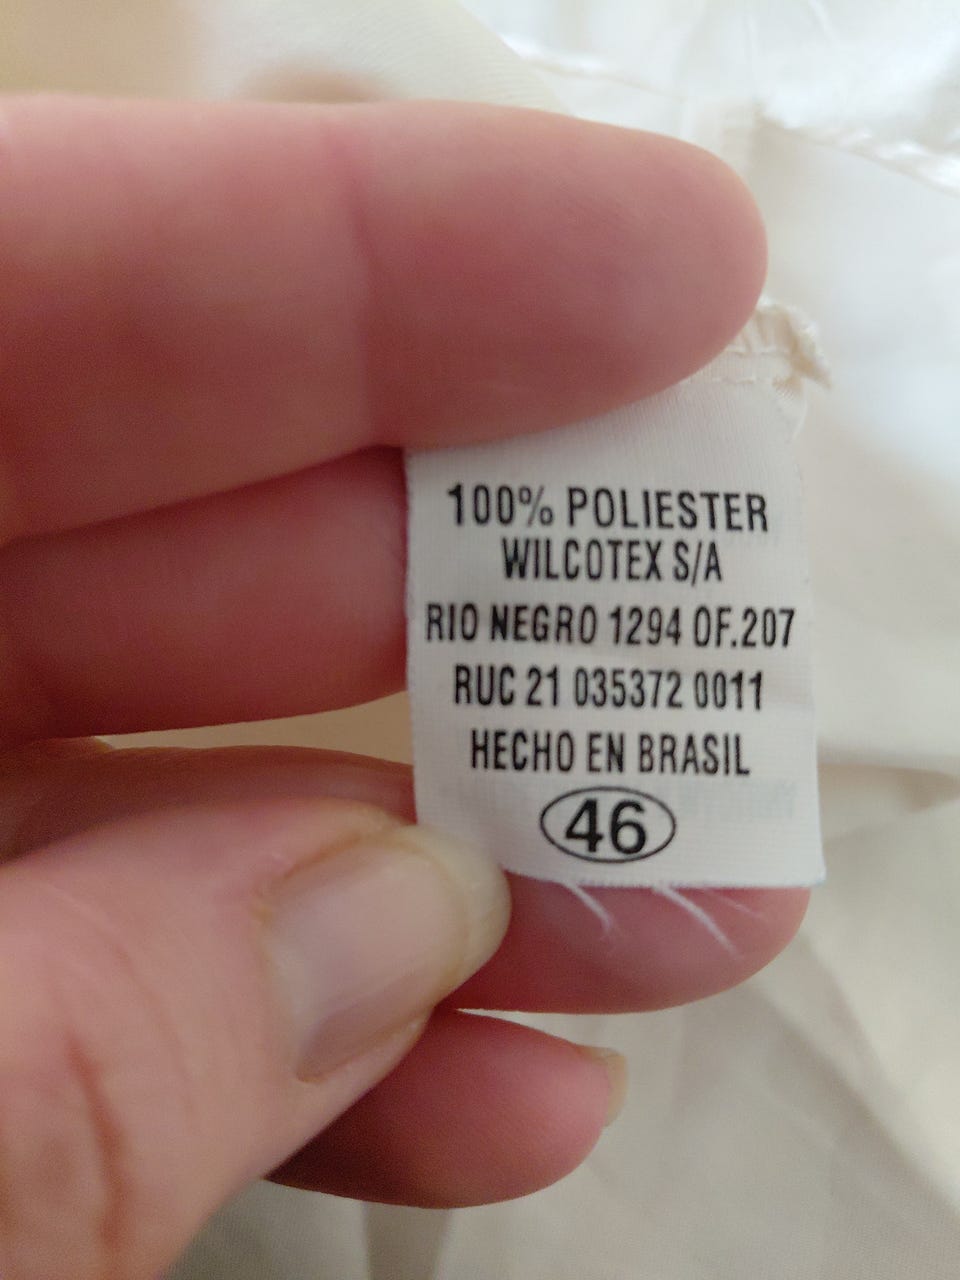 100% POLIESTER
WILCOTEX S/A
RIO NEGRO 1294 OF.207
RUC 21 035372 0011
HECHO EN BRASIL
46